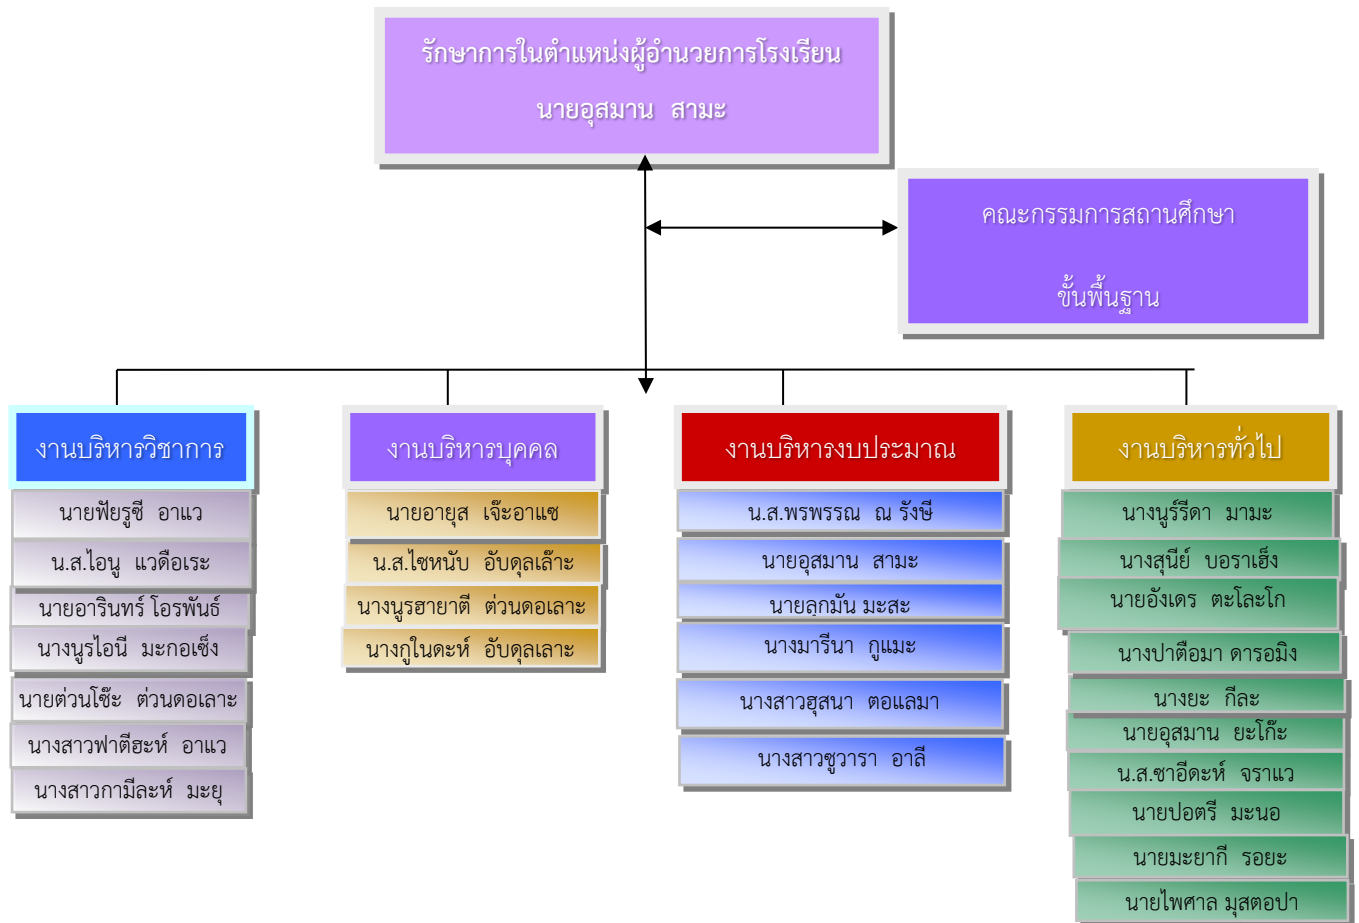 รักษาการในตำแหน่งผู้อำนวยการโรงเรียน
นายอุสมาน สามะ
คณะกรรมการสถานศึกษา
ขั้นพื้นฐาน
งานบริหารวิชาการ
นายฟัยรูซี อาแว
น.ส.ไอนู แวดือเระ
นายอารินทร์ โอรพันธ์
นางนูรไอนี มะกอเซ็ง
นายต่วนโซ๊ะ ต่วนดอเลาะ
นางสาวฟาตีฮะห์ อาแว
นางสาวกามีละห์ มะยุ
งานบริหารบุคคล
นายอายุส เจ๊ะอาแซ
น.ส.ไซหนับ อับดุลเล๊าะ
นางนูรฮายาตี ต่วนดอเลาะ
นางกูในดะห์ อับดุลเลาะ
งานบริหารงบประมาณ
น.ส.พรพรรณ ณ รังษี
นายอุสมาน สามะ
นายลุกมัน มะสะ
นางมารีนา กูแมะ
นางสาวฮุสนา ตอแลมา
นางสาวซูวารา อาลี
งานบริหารทั่วไป
นางนูร์รีดา มามะ
นางสุนีย์ บอราเฮ็ง
นายอังเดร ตะโละโก
นางปาตือมา ดารอมิง
นางยะ กีละ
นายอุสมาน ยะโก๊ะ
น.ส.ซาอีดะห์ จราแว
นายปอตรี มะนอ
นายมะยากี รอยะ
นายไพศาล มุสตอปา